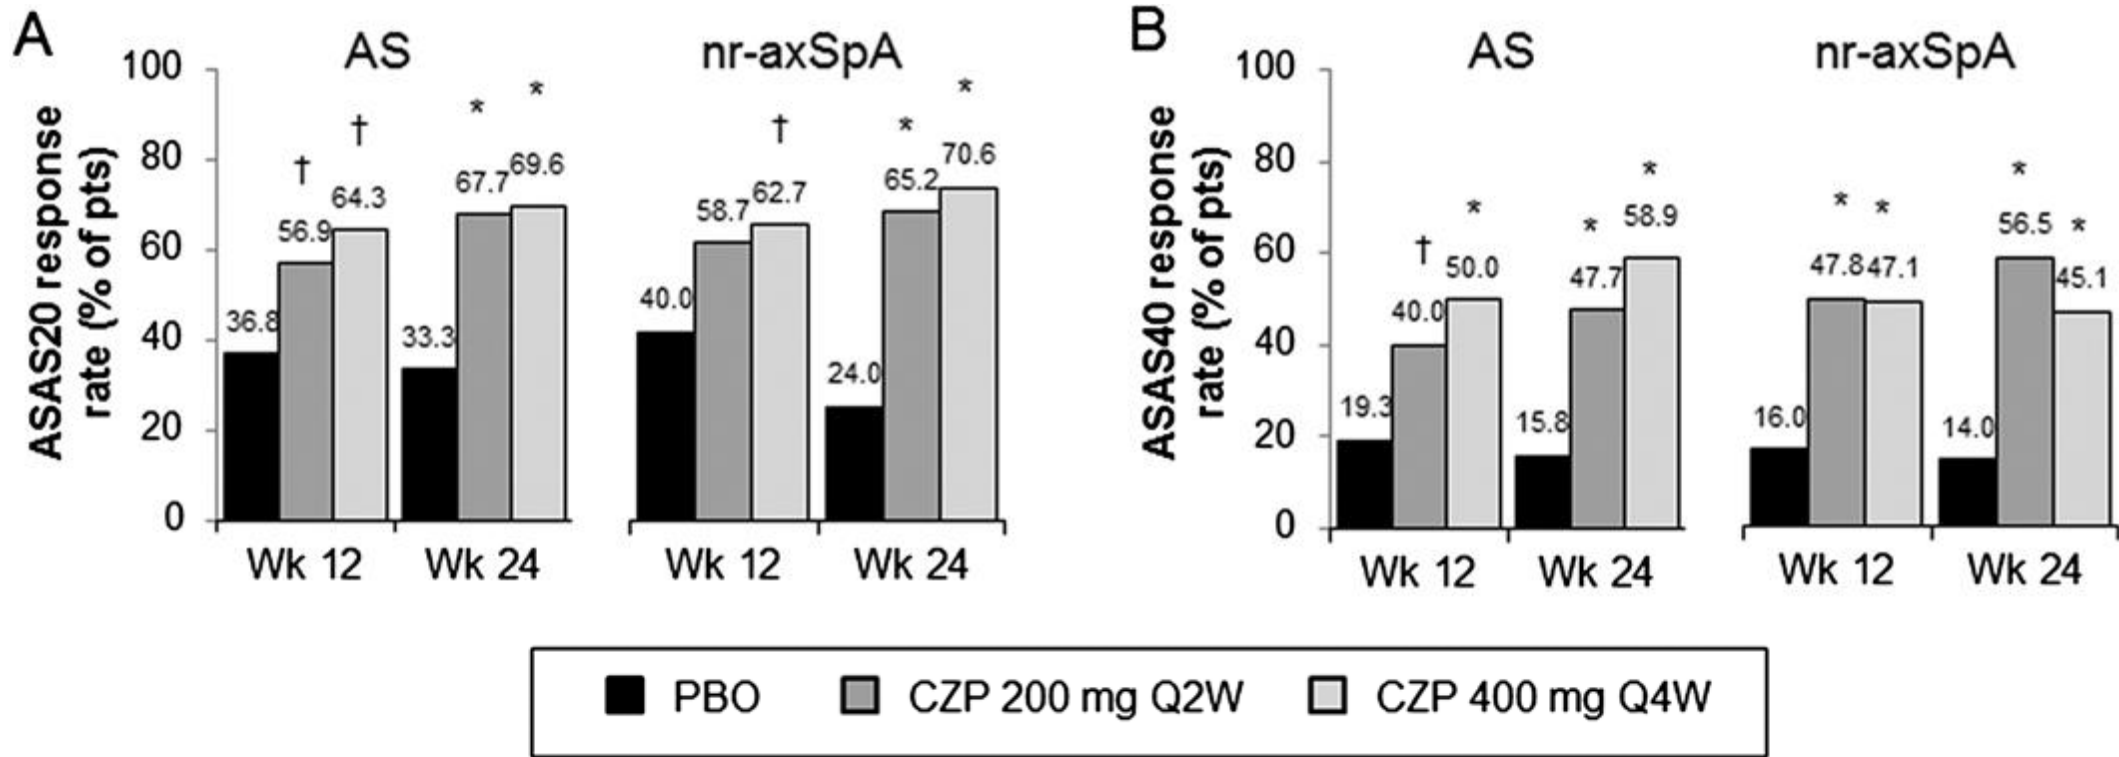 A
AS
nr-axSpA
ASAS20 response
rate (% of pts)
100
80
60
40
20
0
36.8
56.9
†
64.3
†
33.3
67.7
*
69.6
*
40.0
58.7
62.7
†
24.0
65.2
*
70.6
*
Wk 12
Wk 24
Wk 12
Wk 24
B
AS
nr-axSpA
ASAS40 response
rate (% of pts)
100
80
60
40
20
0
19.3
40.0
†
50.0
*
15.8
47.7
*
58.9
*
16.0
47.8
*
47.1
*
14.0
56.5
*
45.1
*
Wk 12
Wk 24
Wk 12
Wk 24
PBO
CZP 200 mg Q2W
CZP 400 mg Q4W